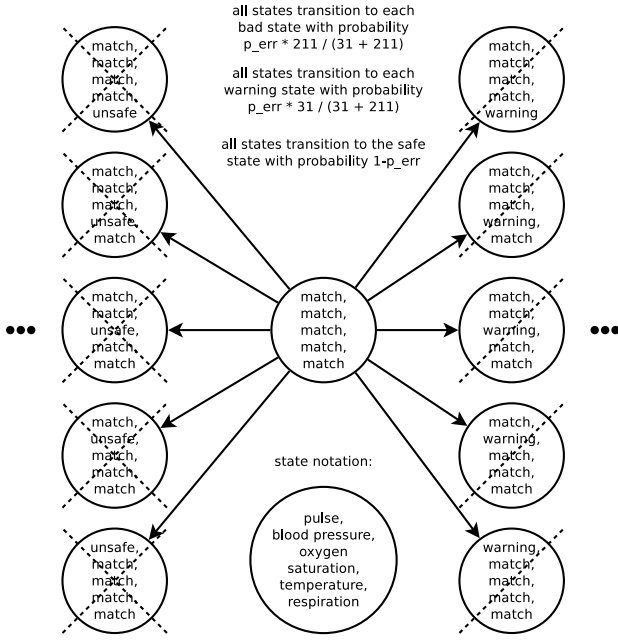 all states transition to each
bad state with probability
p_err * 211 / (31 + 211)
all states transition to each
warning state with probability
p_err * 31 / (31 + 211)
all states transition to the safe
state with probability 1-p_err
match,
match,
match,
match,
unsafe
match,
match,
match,
unsafe,
match
match,
match,
unsafe,
match,
match
match,
unsafe,
match,
match,
match
unsafe,
match,
match,
match,
match
match,
match,
match,
match,
match
match,
match,
match,
match,
warning
match,
match,
match,
warning,
match
match,
match,
warning,
match,
match
match,
warning,
match,
match,
match
warning,
match,
match,
match,
match
state notation:
pulse,
blood pressure,
oxygen
saturation,
temperature,
respiration